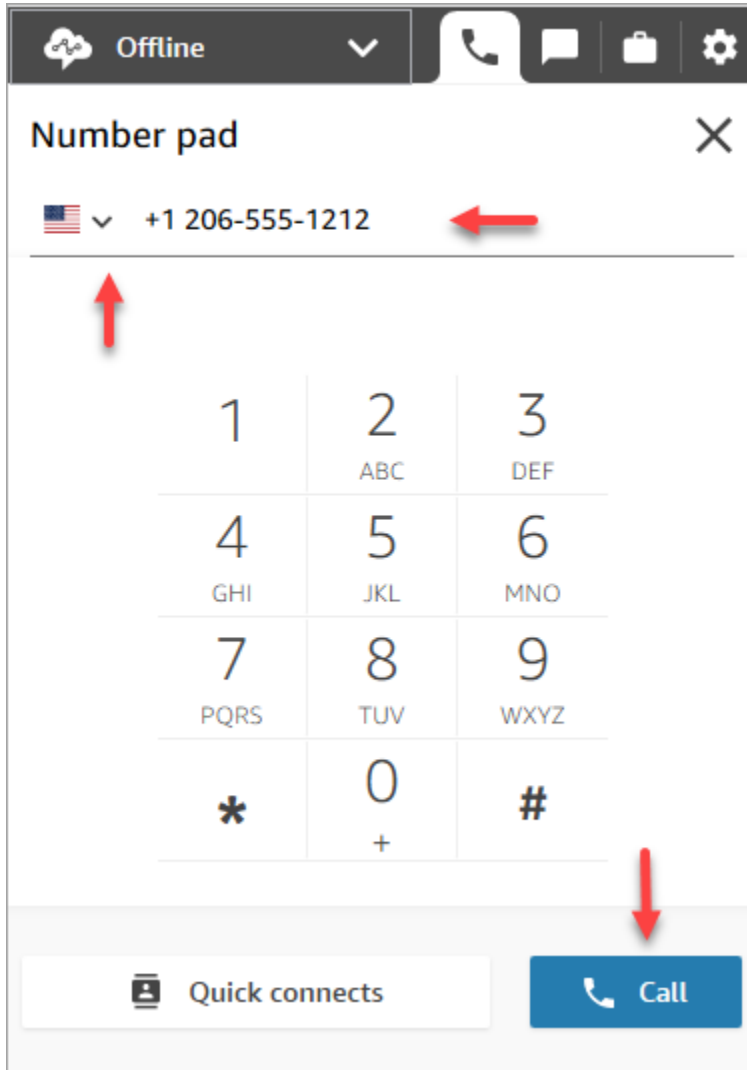 Offline
Number pad
+1 206-555-1212
1 2 3
ABC DEF
4 5 6
GHI JKL MNO
7 8 9
PQRS TUV WXYZ
* 0 #
+
Quick connects Call